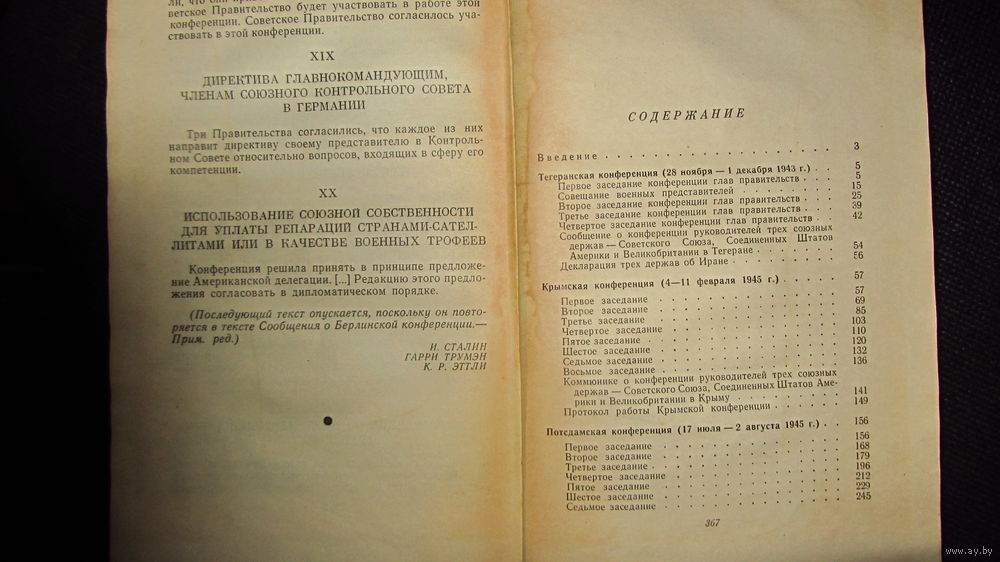 ли, что они
ветское Правительство будет участвовать в работе этой
конференции. Советское Правительство согласилось уча-
ствовать в этой конференции.
XIX
ДИРЕКТИВА ГЛАВНОКОМАНДУЮЩИМ,
ЧЛЕНАМ СОЮЗНОГО КОНТРОЛЬНОГО СОВЕТА
В ГЕРМАНИИ
Три Правительства согласились, что каждое из них
направит директиву своему представителю в Контроль-
ном Совете относительно вопросов, входящих в сферу его
компетенции.
XX
ИСПОЛЬЗОВАНИЕ СОЮЗНОЙ СОБСТВЕННОСТИ
ДЛЯ УПЛАТЫ РЕПАРАЦИЙ СТРАНАМИ-САТЕЛ-
ЛИТАМИ ИЛИ В КАЧЕСТВЕ ВОЕННЫХ ТРОФЕЕВ
Конференция решила принять в принципе предложе-
ние Американской делегации. [...] Редакцию этого предло-
жения согласовать в дипломатическом порядке.
(Последующий текст опускается, поскольку он повто-
ряется в тексте Сообщения о Берлинской конференции.—
Прим. ред.)
И. СТАЛИН
ГАРРИ ТРУМЭН
К. Р. ЭТТЛИ
СОДЕРЖАНИЕ
Введение . . . . . . . . . . . . . . 3
Тегеранская конференция (28 ноября — 1 декабря 1943 г.) . . 5
Первое заседание конференции глав правительств . . . 5
Совещание военных представителей . . . . . . . 15
Второе заседание конференции глав правительств . . . 25
Третье заседание конференции глав правительств . . . 39
Четвертое заседание конференции глав правительств . . 42
Сообщение о конференции руководителей трех союзных
держав — Советского Союза, Соединенных Штатов
Америки и Великобритании в Тегеране . . . . . . 54
Декларация трех держав об Иране . . . . . . . . 56
Крымская конференция (4—11 февраля 1945 г.) . . . . 57
Первое заседание . . . . . . . . . . . . 57
Второе заседание . . . . . . . . . . . . 69
Третье заседание . . . . . . . . . . . . 85
Четвертое заседание . . . . . . . . . . . 103
Пятое заседание . . . . . . . . . . . . 110
Шестое заседание . . . . . . . . . . . . 120
Седьмое заседание . . . . . . . . . . . . 132
Восьмое заседание . . . . . . . . . . . . 136
Коммюнике о конференции руководителей трех союзных
держав — Советского Союза, Соединенных Штатов Аме-
рики и Великобритании в Крыму . . . . . . . . 141
Протокол работы Крымской конференции . . . . . . 149
Потсдамская конференция (17 июля — 2 августа 1945 г.) . . 156
Первое заседание . . . . . . . . . . . . 156
Второе заседание . . . . . . . . . . . . 168
Третье заседание . . . . . . . . . . . . 179
Четвертое заседание . . . . . . . . . . . 196
Пятое заседание . . . . . . . . . . . . 212
Шестое заседание . . . . . . . . . . . . 229
Седьмое заседание . . . . . . . . . . . . 245
367
www.ay.by